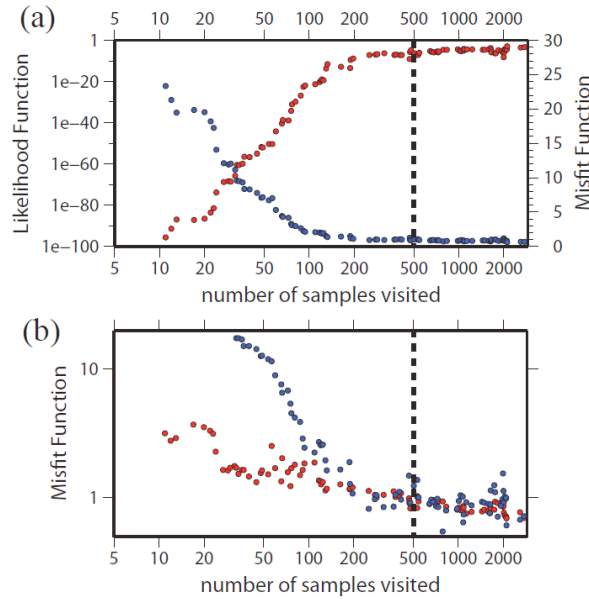 (a)
5 10 20 50 100 200 500 1000 2000
1 30
1e−20 25
20
1e−40
15
1e−60
10
1e−80
5
1e−100 0
Likelihood Function
Misfit Function
5 10 20 50 100 200 500 1000 2000
number of samples visited
(b)
10
1
Misfit Function
5 10 20 50 100 200 500 1000 2000
number of samples visited